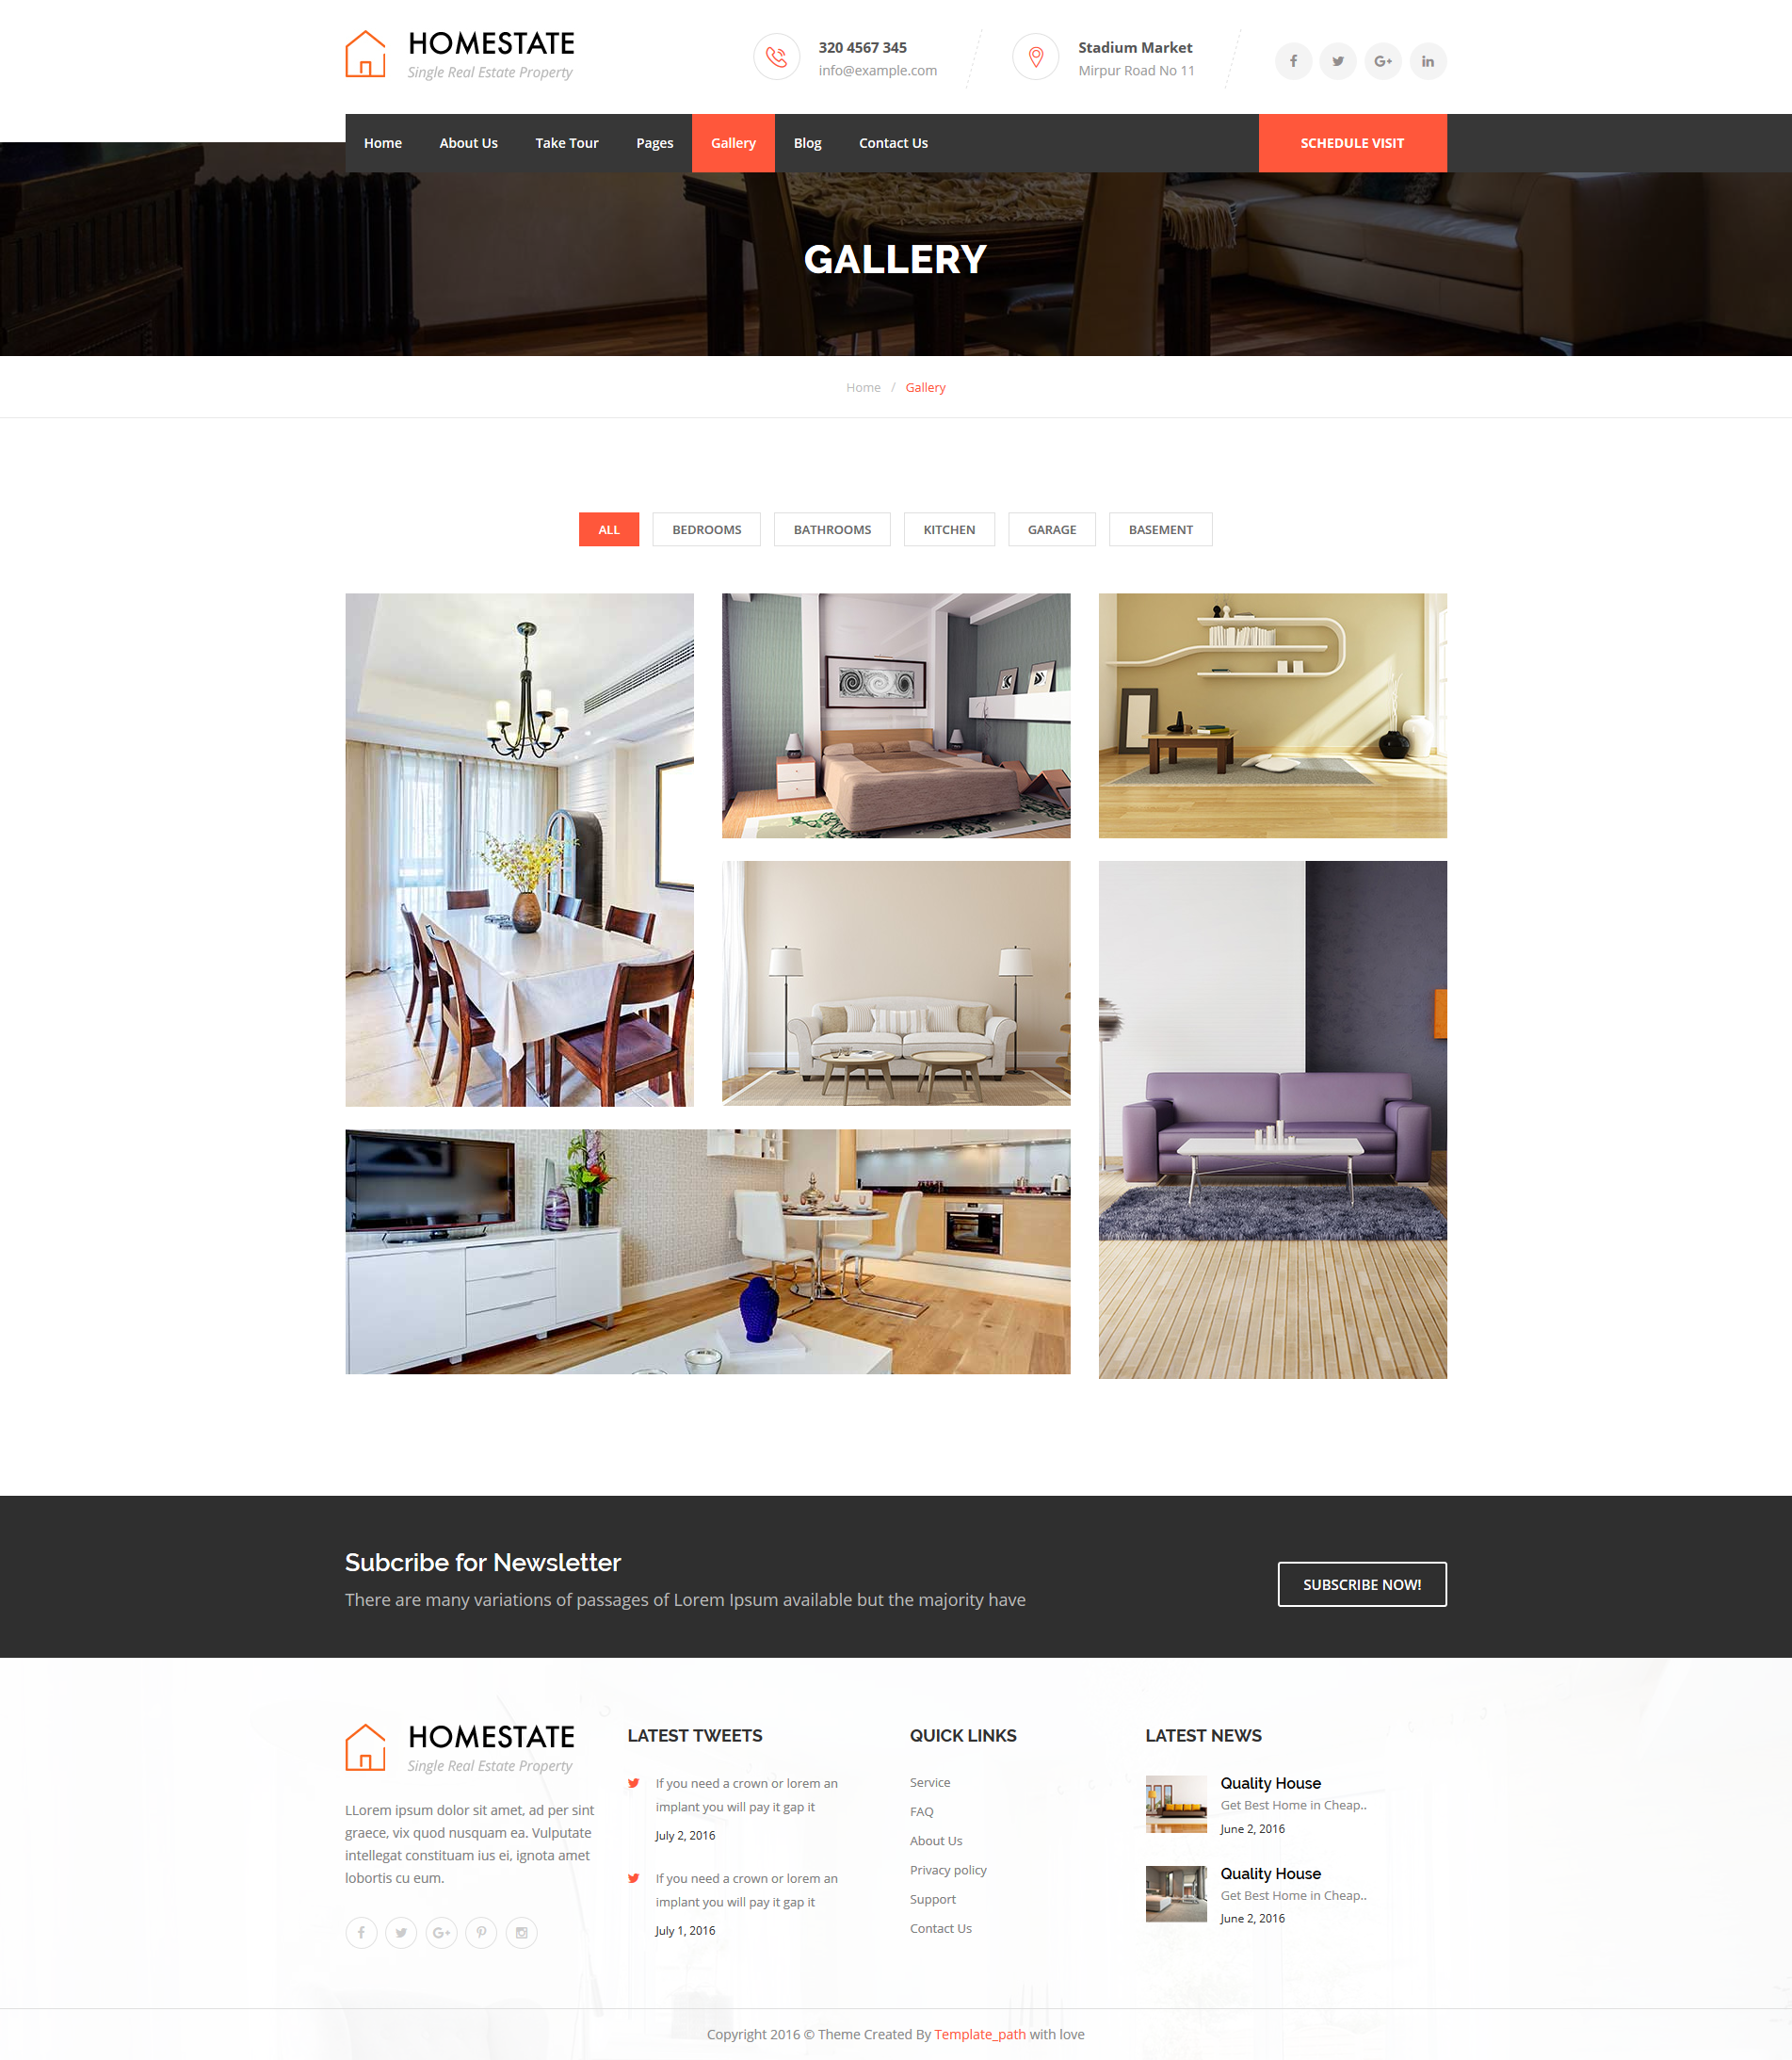 HOMESTATE
Single Real Estate Property
320 4567 345
info@example.com
Stadium Market
Mirpur Road No 11
Home
About Us
Take Tour
Pages
Gallery
Blog
Contact Us
SCHEDULE VISIT
GALLERY
Home / Gallery
ALL
BEDROOMS
BATHROOMS
KITCHEN
GARAGE
BASEMENT
Subcribe for Newsletter
There are many variations of passages of Lorem Ipsum available but the majority have
SUBSCRIBE NOW!
HOMESTATE
Single Real Estate Property
LLorem ipsum dolor sit amet, ad per sint
graece, vix quod nusquam ea. Vulputate
intellegat constituam ius ei, ignota amet
lobortis cu eum.
LATEST TWEETS
If you need a crown or lorem an
implant you will pay it gap it
July 2, 2016
If you need a crown or lorem an
implant you will pay it gap it
July 1, 2016
QUICK LINKS
Service
FAQ
About Us
Privacy policy
Support
Contact Us
LATEST NEWS
Quality House
Get Best Home in Cheap..
June 2, 2016
Quality House
Get Best Home in Cheap..
June 2, 2016
Copyright 2016 © Theme Created By Template_path with love